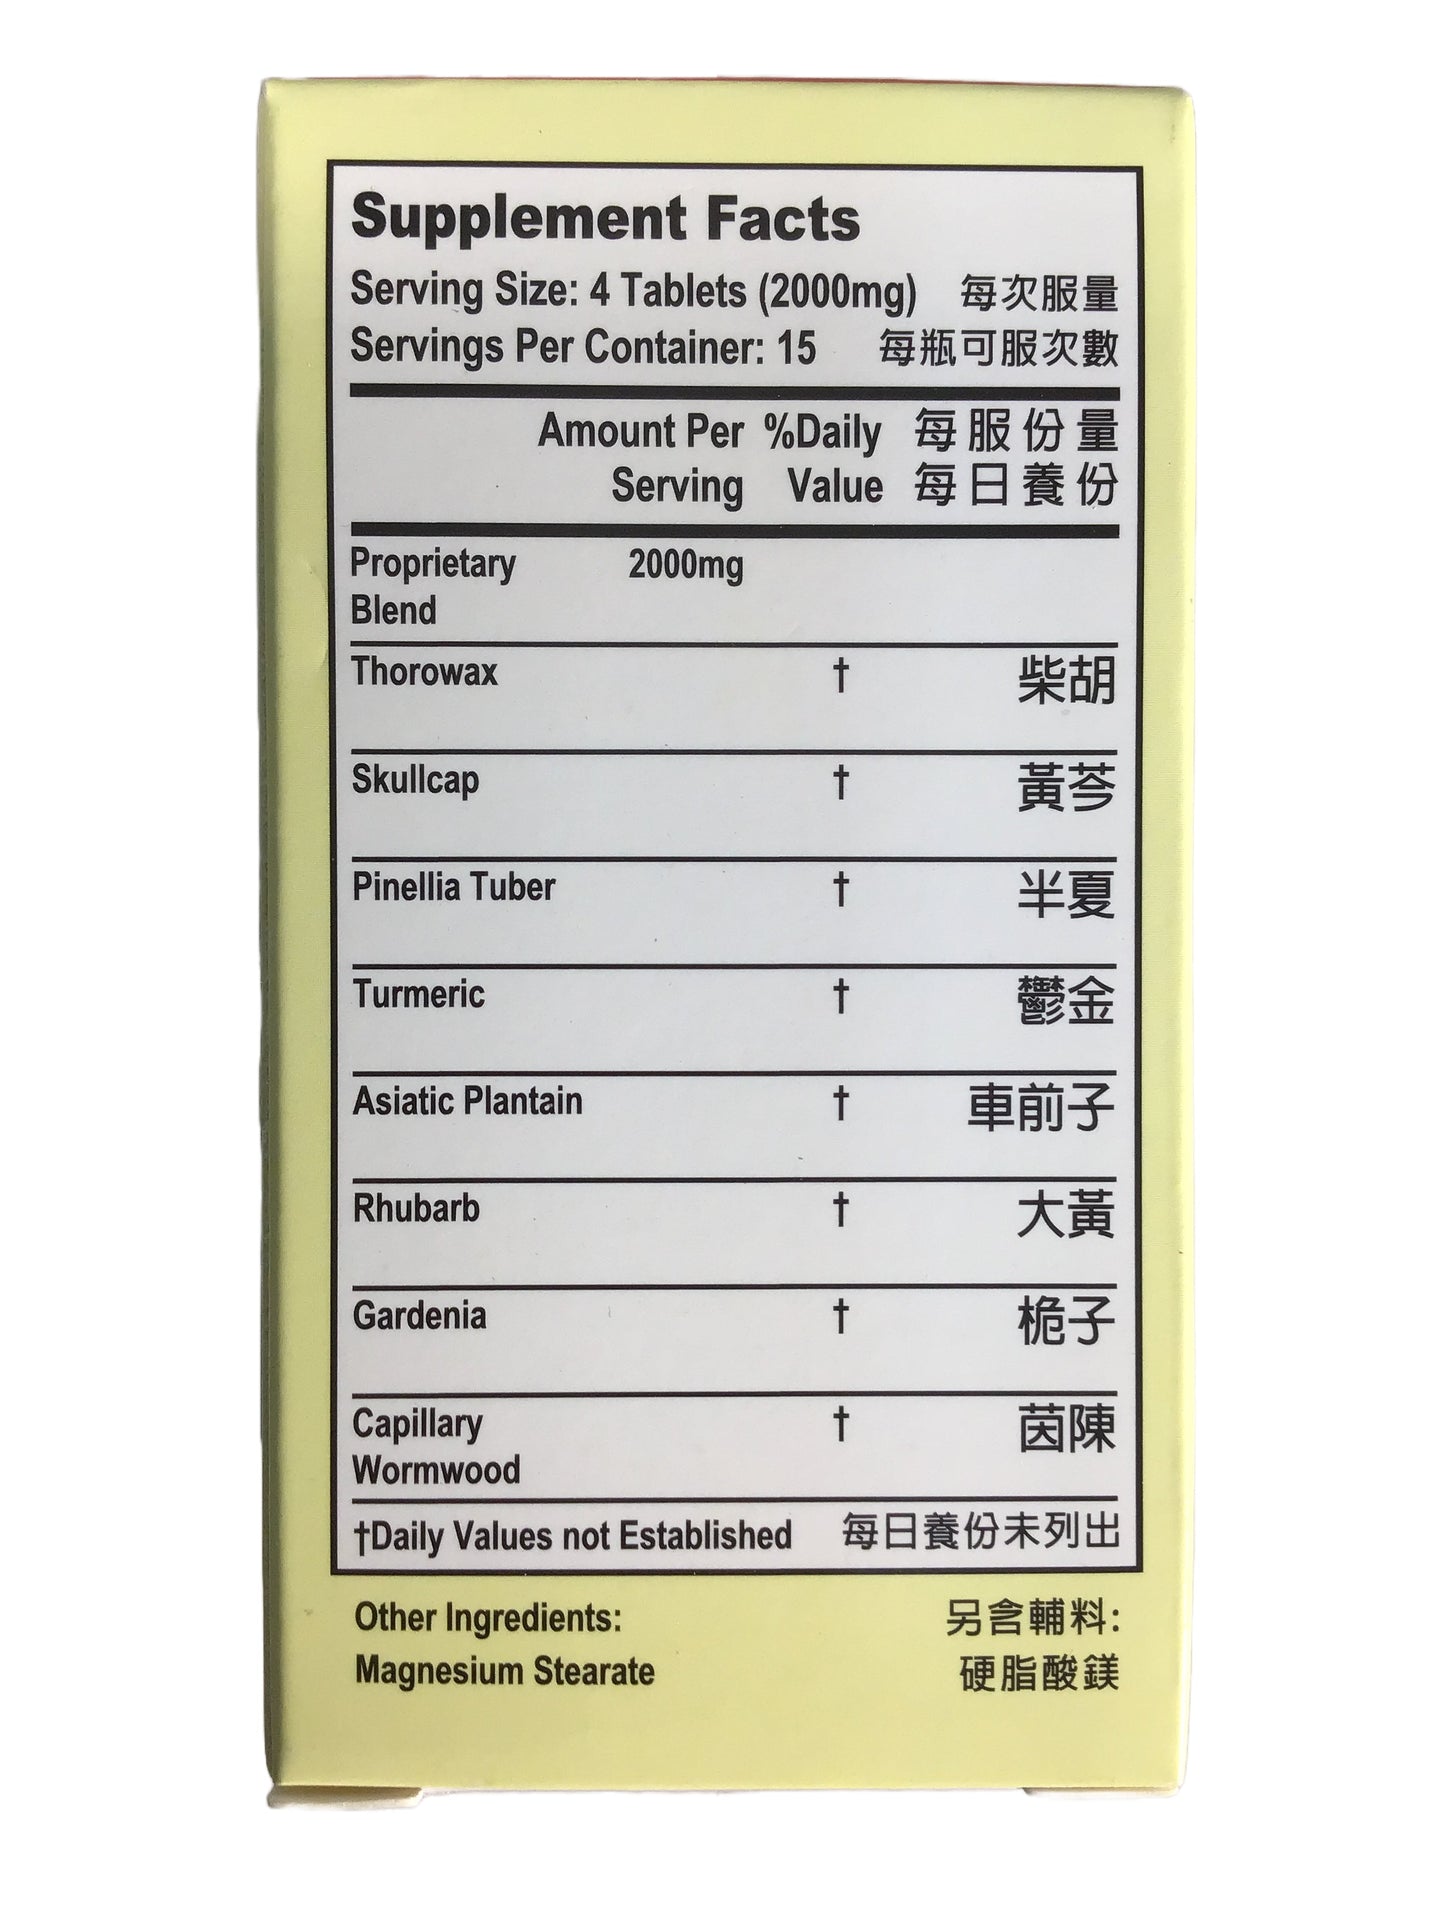 Supplement Facts
Serving Size: 4 Tablets (2000mg) 每次服量
Servings Per Container: 15 每瓶可服次數
Amount Per %Daily 每服份量
Serving Value 每日養份
Proprietary 2000mg
Blend
Thorowax † 柴胡
Skullcap † 黃芩
Pinellia Tuber † 半夏
Turmeric † 鬱金
Asiatic Plantain † 車前子
Rhubarb † 大黃
Gardenia † 桅子
Capillary † 茵陳
Wormwood
†Daily Values not Established 每日養份未列出
Other Ingredients: 另含輔料:
Magnesium Stearate 硬脂酸鎂